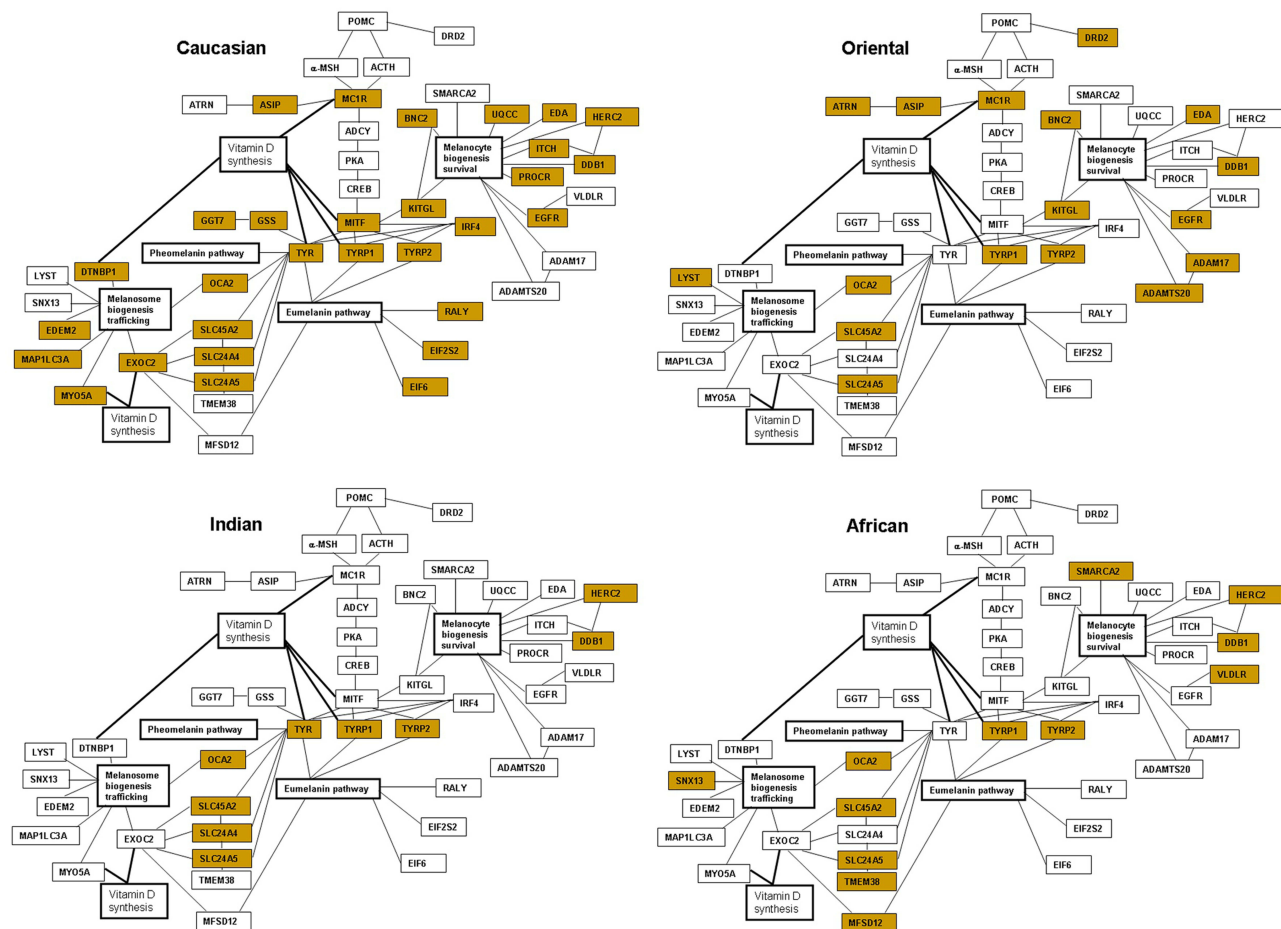 Caucasian
POMC
DRD2
α-MSH
ACTH
ATRN
ASIP
MC1R
SMARCA2
BNC2
UQCC
EDA
HERC2
ADCY
Vitamin D
synthesis
Melanocyte
biogenesis
survival
ITCH
DDB1
PKA
PROCR
CREB
VLDLR
KITGL
EGFR
GGT7
GSS
MITF
IRF4
Pheomelanin pathway
TYR
TYRP1
TYRP2
ADAM17
LYST
DTNBP1
OCA2
ADAMTS20
SNX13
Melanosome
biogenesis
trafficking
Eumelanin pathway
RALY
EDEM2
SLC45A2
EIF2S2
MAP1LC3A
EXOC2
SLC24A4
SLC24A5
EIF6
MYO5A
TMEM38
Vitamin D
synthesis
MFSD12
Oriental
POMC
DRD2
α-MSH
ACTH
ATRN
ASIP
MC1R
SMARCA2
BNC2
UQCC
EDA
HERC2
ADCY
Vitamin D
synthesis
Melanocyte
biogenesis
survival
ITCH
DDB1
PKA
PROCR
CREB
VLDLR
KITGL
EGFR
GGT7
GSS
MITF
IRF4
Pheomelanin pathway
TYR
TYRP1
TYRP2
ADAM17
LYST
DTNBP1
OCA2
ADAMTS20
SNX13
Melanosome
biogenesis
trafficking
Eumelanin pathway
RALY
EDEM2
SLC45A2
EIF2S2
MAP1LC3A
EXOC2
SLC24A4
SLC24A5
EIF6
MYO5A
TMEM38
Vitamin D
synthesis
MFSD12
Indian
POMC
DRD2
α-MSH
ACTH
ATRN
ASIP
MC1R
SMARCA2
BNC2
UQCC
EDA
HERC2
ADCY
Vitamin D
synthesis
Melanocyte
biogenesis
survival
ITCH
DDB1
PKA
PROCR
CREB
VLDLR
KITGL
EGFR
GGT7
GSS
MITF
IRF4
Pheomelanin pathway
TYR
TYRP1
TYRP2
ADAM17
LYST
DTNBP1
OCA2
ADAMTS20
SNX13
Melanosome
biogenesis
trafficking
Eumelanin pathway
RALY
EDEM2
SLC45A2
EIF2S2
MAP1LC3A
EXOC2
SLC24A4
SLC24A5
EIF6
MYO5A
TMEM38
Vitamin D
synthesis
MFSD12
African
POMC
DRD2
α-MSH
ACTH
ATRN
ASIP
MC1R
SMARCA2
BNC2
UQCC
EDA
HERC2
ADCY
Vitamin D
synthesis
Melanocyte
biogenesis
survival
ITCH
DDB1
PKA
PROCR
CREB
VLDLR
KITGL
EGFR
GGT7
GSS
MITF
IRF4
Pheomelanin pathway
TYR
TYRP1
TYRP2
ADAM17
LYST
DTNBP1
OCA2
ADAMTS20
SNX13
Melanosome
biogenesis
trafficking
Eumelanin pathway
RALY
EDEM2
SLC45A2
EIF2S2
MAP1LC3A
EXOC2
SLC24A4
SLC24A5
EIF6
MYO5A
TMEM38
Vitamin D
synthesis
MFSD12